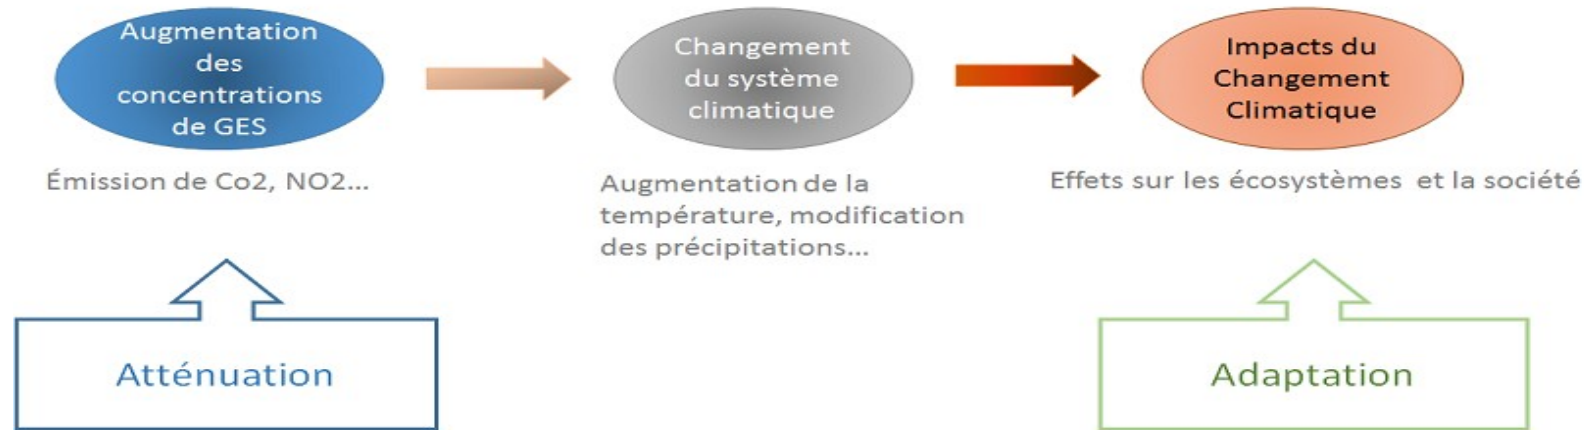 Augmentation
des
concentrations
de GES
Changement
du système
climatique
Impacts du
Changement
Climatique
Émission de Co2, NO2...
Augmentation de la
température, modification
des précipitations...
Effets sur les écosystèmes et la société
Atténuation
Adaptation